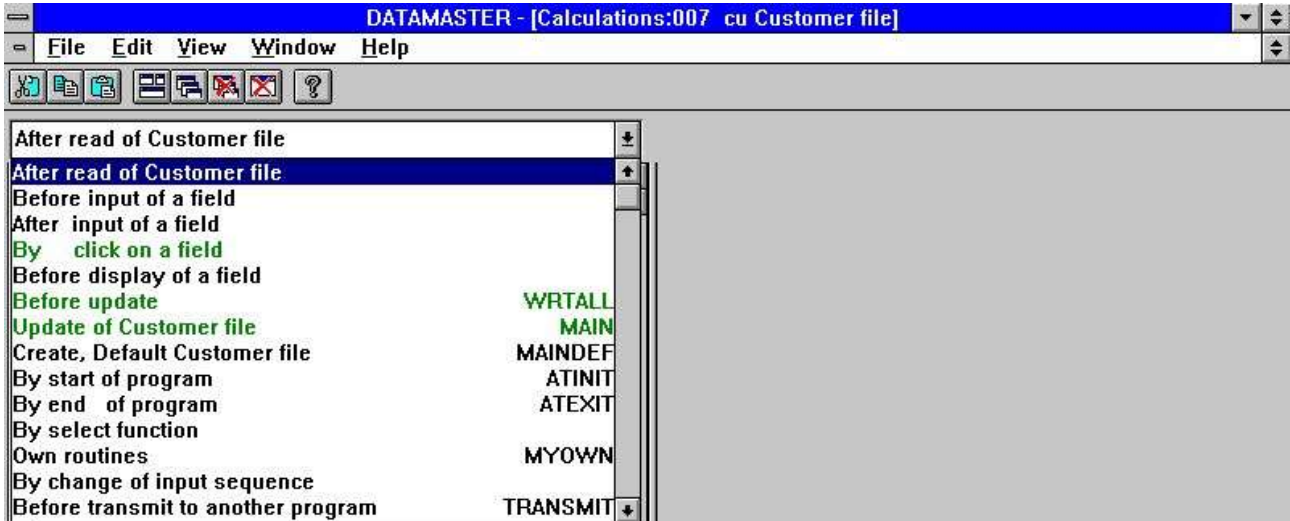 DATAMASTER - [Calculations:007 cu Customer file]
File Edit View Window Help
After read of Customer file
After read of Customer file
Before input of a field
After input of a field
By click on a field
Before display of a field
Before update WRTALL
Update of Customer file MAIN
Create, Default Customer file MAINDEF
By start of program ATINIT
By end of program ATEXIT
By select function
Own routines MYOWN
By change of input sequence
Before transmit to another program TRANSMIT